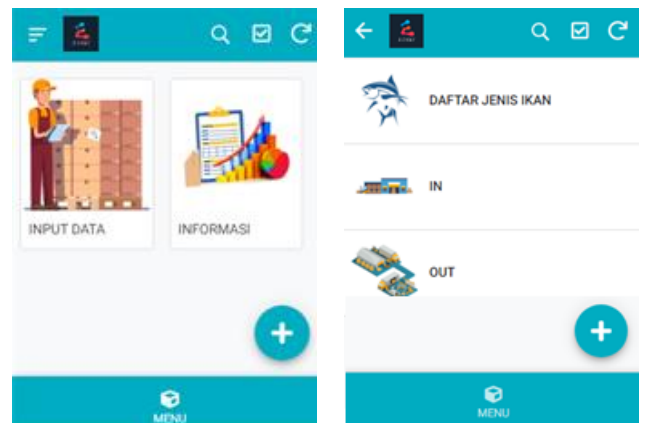 INPUT DATA
INFORMASI
MENU
DAFTAR JENIS IKAN
IN
OUT
MENU